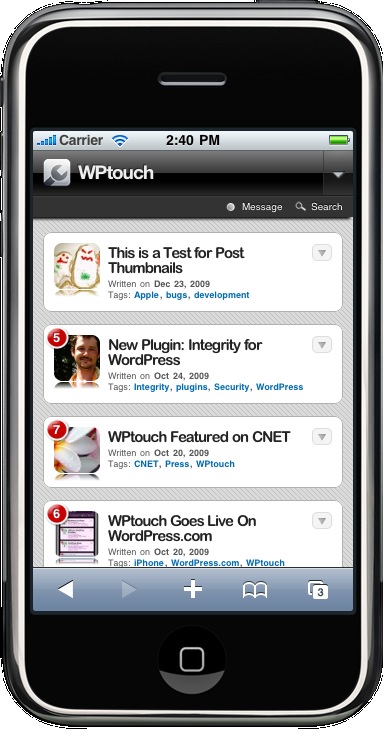 Carrier 2:40 PM
WPtouch
Message Search
This is a Test for Post
Thumbnails
Written on Dec 23, 2009
Tags: Apple, bugs, development
5
New Plugin: Integrity for
WordPress
Written on Oct 24, 2009
Tags: Integrity, plugins, Security, WordPress
7
WPtouch Featured on CNET
Written on Oct 20, 2009
Tags: CNET, Press, WPtouch
6
WPtouch Goes Live On
WordPress.com
Written on Oct 20, 2009
Tags: iPhone, WordPress.com, WPtouch
3